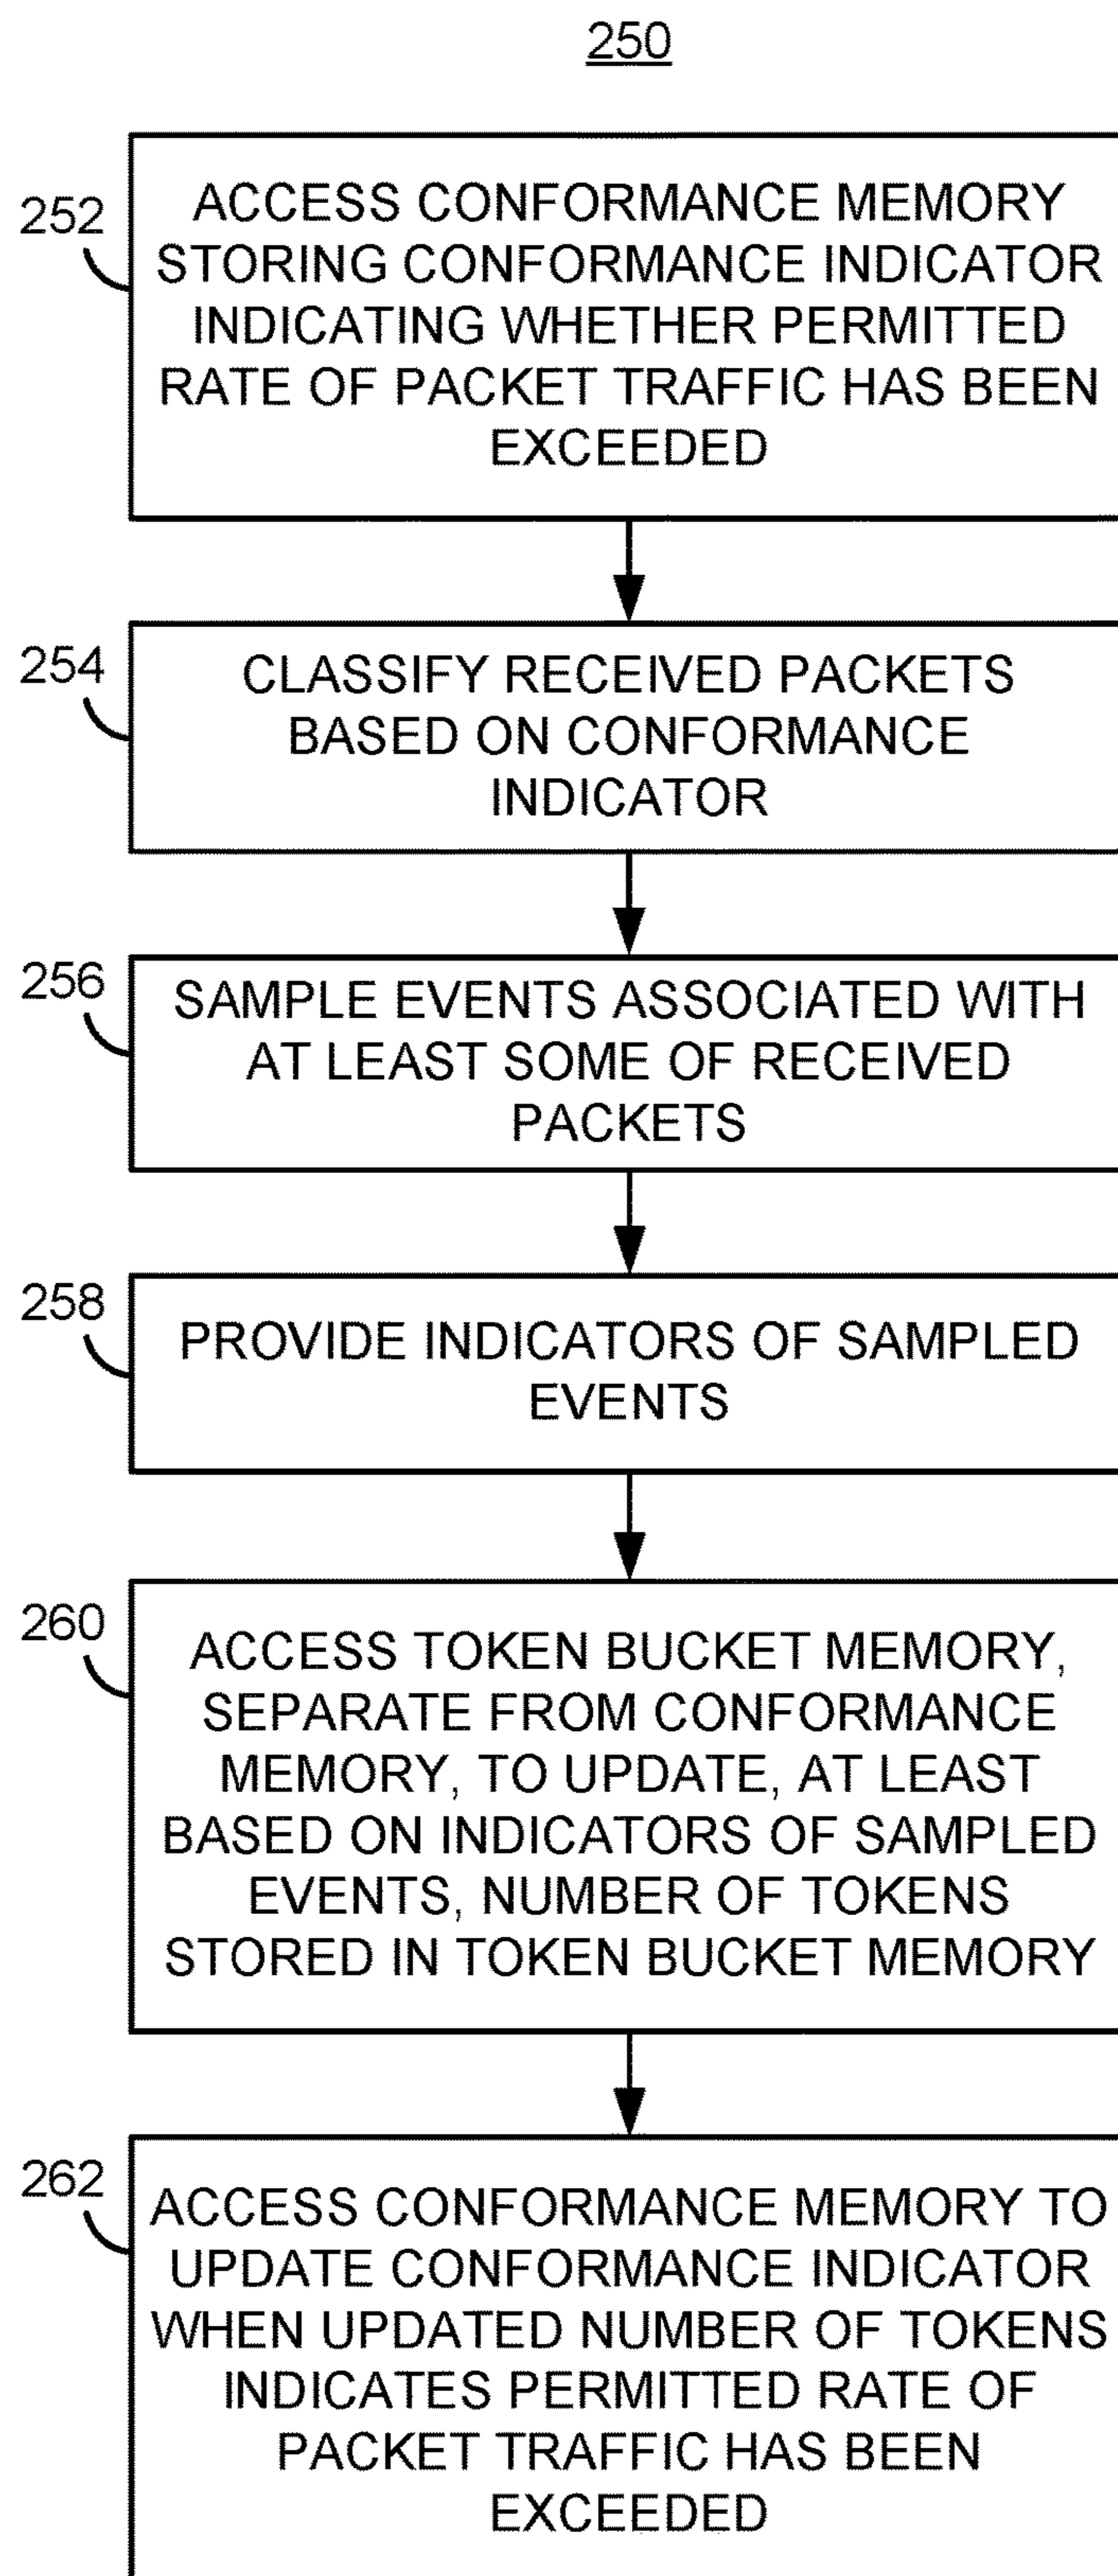 250
252
ACCESS CONFORMANCE MEMORY
STORING CONFORMANCE INDICATOR
INDICATING WHETHER PERMITTED
RATE OF PACKET TRAFFIC HAS BEEN
EXCEEDED
254
CLASSIFY RECEIVED PACKETS
BASED ON CONFORMANCE
INDICATOR
256
SAMPLE EVENTS ASSOCIATED WITH
AT LEAST SOME OF RECEIVED
PACKETS
258
PROVIDE INDICATORS OF SAMPLED
EVENTS
260
ACCESS TOKEN BUCKET MEMORY,
SEPARATE FROM CONFORMANCE
MEMORY, TO UPDATE, AT LEAST
BASED ON INDICATORS OF SAMPLED
EVENTS, NUMBER OF TOKENS
STORED IN TOKEN BUCKET MEMORY
262
ACCESS CONFORMANCE MEMORY TO
UPDATE CONFORMANCE INDICATOR
WHEN UPDATED NUMBER OF TOKENS
INDICATES PERMITTED RATE OF
PACKET TRAFFIC HAS BEEN
EXCEEDED